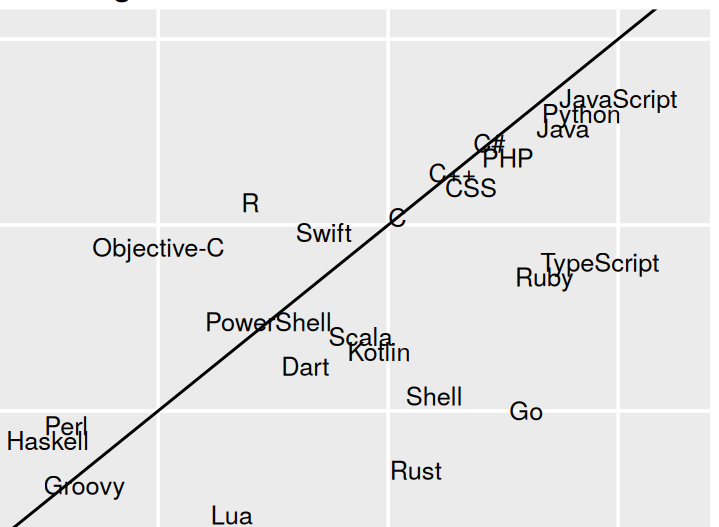 JavaScript
Python
Java
C#
PHP
C++
CSS
R
C
Swift
Objective-C
TypeScript
Ruby
PowerShell
Scala
Kotlin
Dart
Shell
Go
Perl
Haskell
Rust
Groovy
Lua